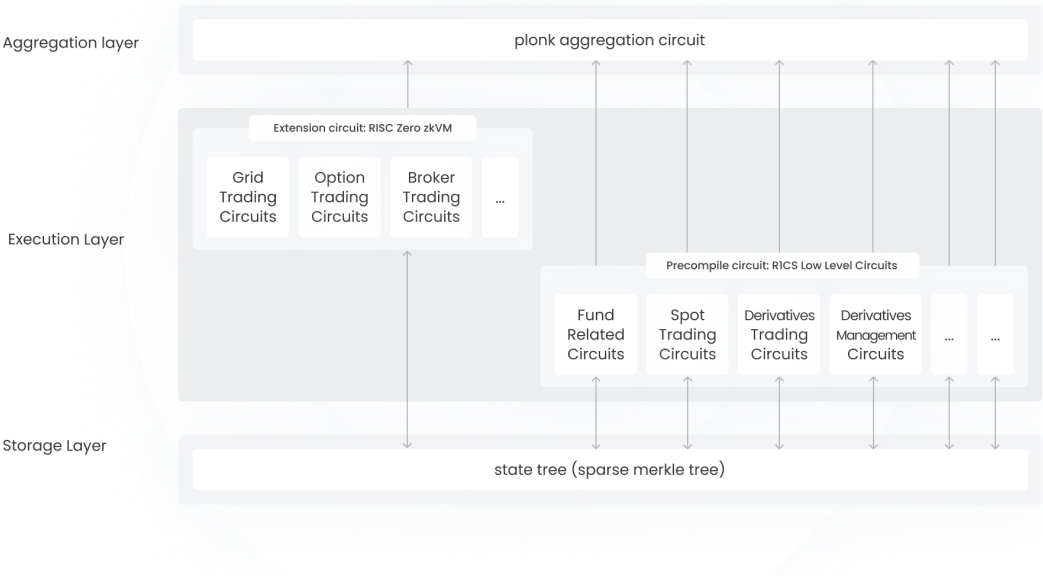 Aggregation layer
plonk aggregation circuit
Extension circuit: RISC Zero zkVM
Grid
Trading
Circuits
Option
Trading
Circuits
Broker
Trading
Circuits
...
Execution Layer
Precompile circuit: R1CS Low Level Circuits
Fund
Related
Circuits
Spot
Trading
Circuits
Derivatives
Trading
Circuits
Derivatives
Management
Circuits
...
...
Storage Layer
state tree (sparse merkle tree)